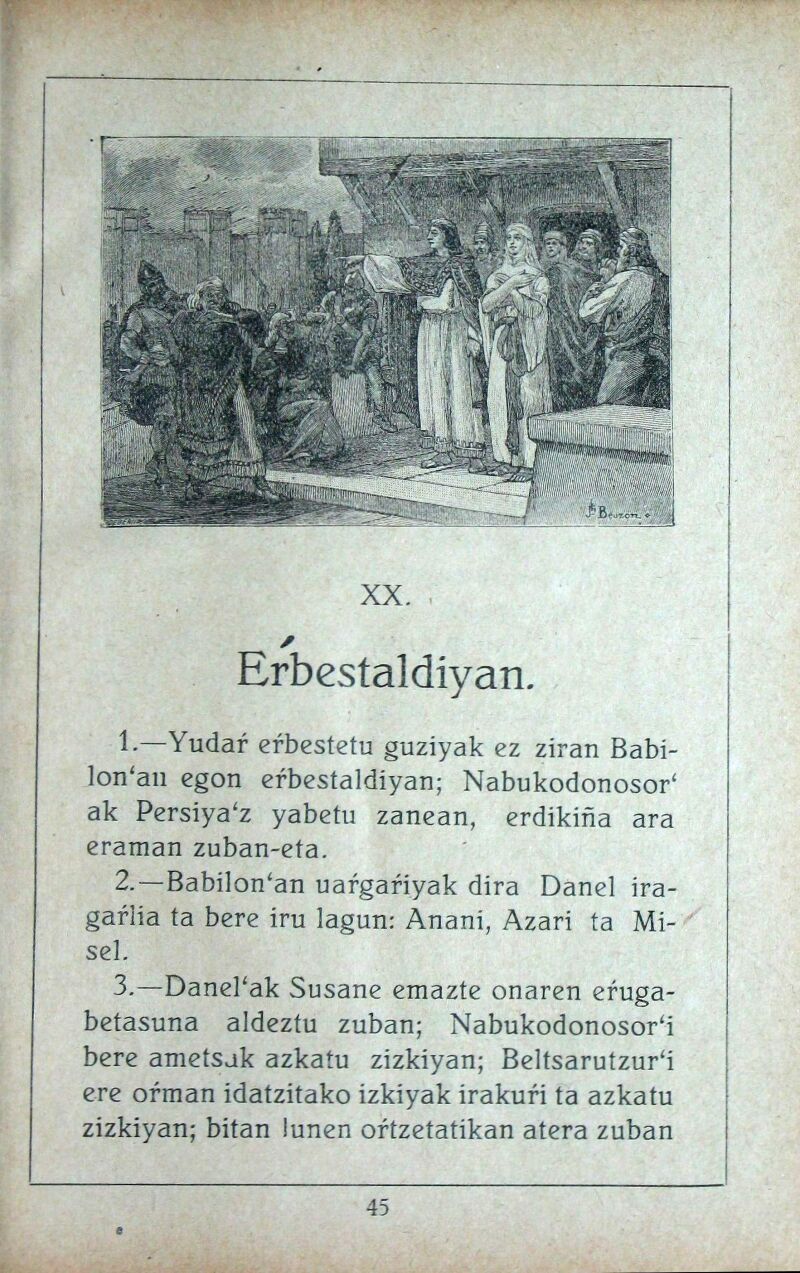 J Beuzon
XX.
Eŕbestaldiyan.
1.—Yudaŕ eŕbestetu guziyak ez ziran Babi-
lon‘an egon eŕbestaldiyan; Nabukodonosor‘
ak Persiya‘z yabetu zanean, erdikiña ara
eraman zuban-eta.
2.—Babilon‘an uaŕgaŕiyak dira Danel ira-
gaŕlia ta bere iru lagun: Anani, Azari ta Mi-
sel.
3.—Danel‘ak Susane emazte onaren eŕuga-
betasuna aldeztu zuban; Nabukodonosor‘i
bere ametsak azkatu zizkiyan; Beltsarutzur‘i
ere oŕman idatzitako izkiyak irakuŕi ta azkatu
zizkiyan; bitan lunen oŕtzetatikan atera zuban
45